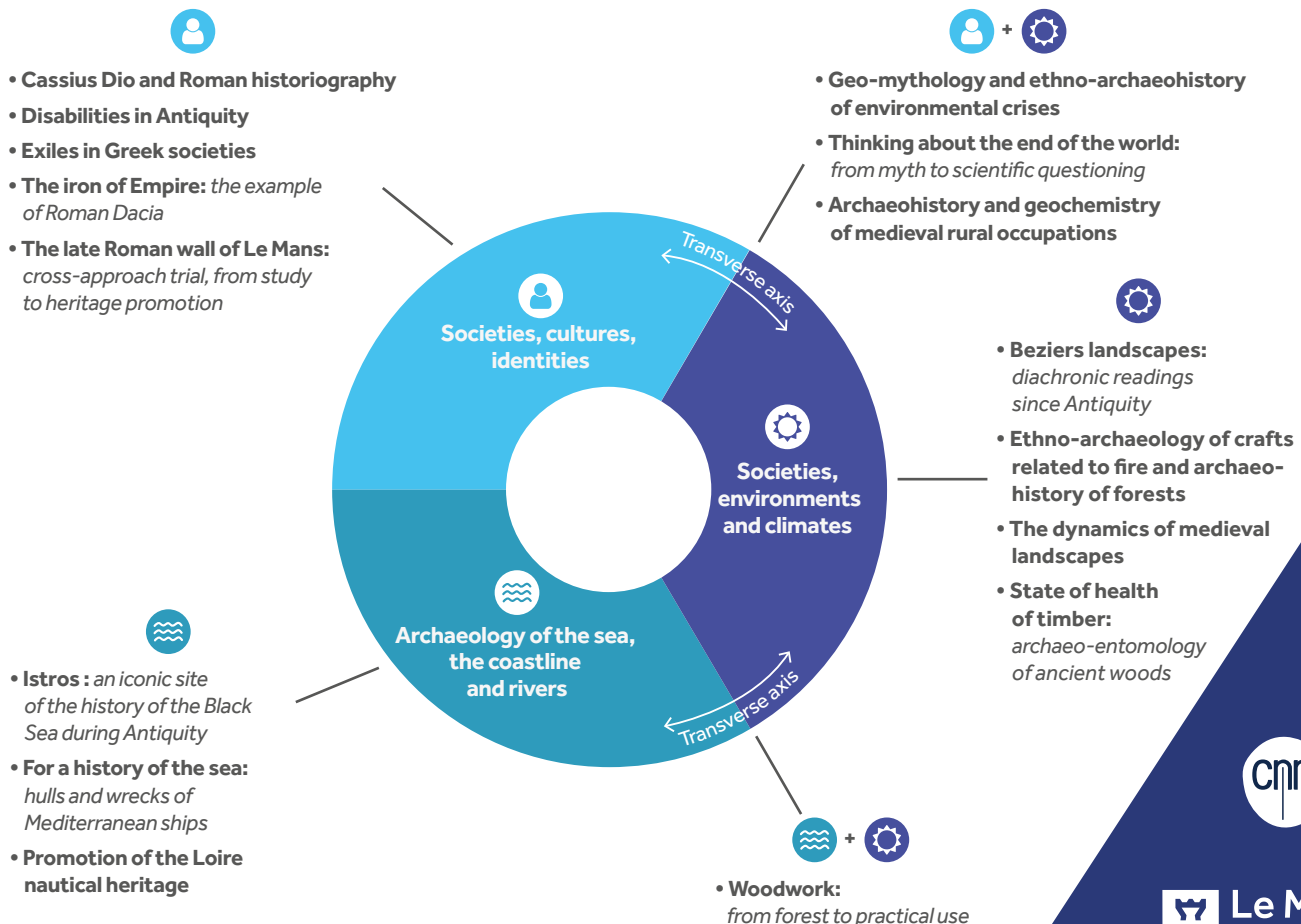 • Cassius Dio and Roman historiography
• Disabilities in Antiquity
• Exiles in Greek societies
• The iron of Empire: the example
of Roman Dacia
• The late Roman wall of Le Mans:
cross-approach trial, from study
to heritage promotion
+
• Geo-mythology and ethno-archaeohistory
of environmental crises
• Thinking about the end of the world:
from myth to scientific questioning
• Archaeohistory and geochemistry
of medieval rural occupations
Transverse axis
Societies, cultures,
identities
Societies,
environments
and climates
• Beziers landscapes:
diachronic readings
since Antiquity
• Ethno-archaeology of crafts
related to fire and archaeo-
history of forests
• The dynamics of medieval
landscapes
• State of health
of timber:
archaeo-entomology
of ancient woods
Archaeology of the sea,
the coastline
and rivers
Transverse axis
• Istros : an iconic site
of the history of the Black
Sea during Antiquity
• For a history of the sea:
hulls and wrecks of
Mediterranean ships
• Promotion of the Loire
nautical heritage
+
• Woodwork:
from forest to practical use
Le